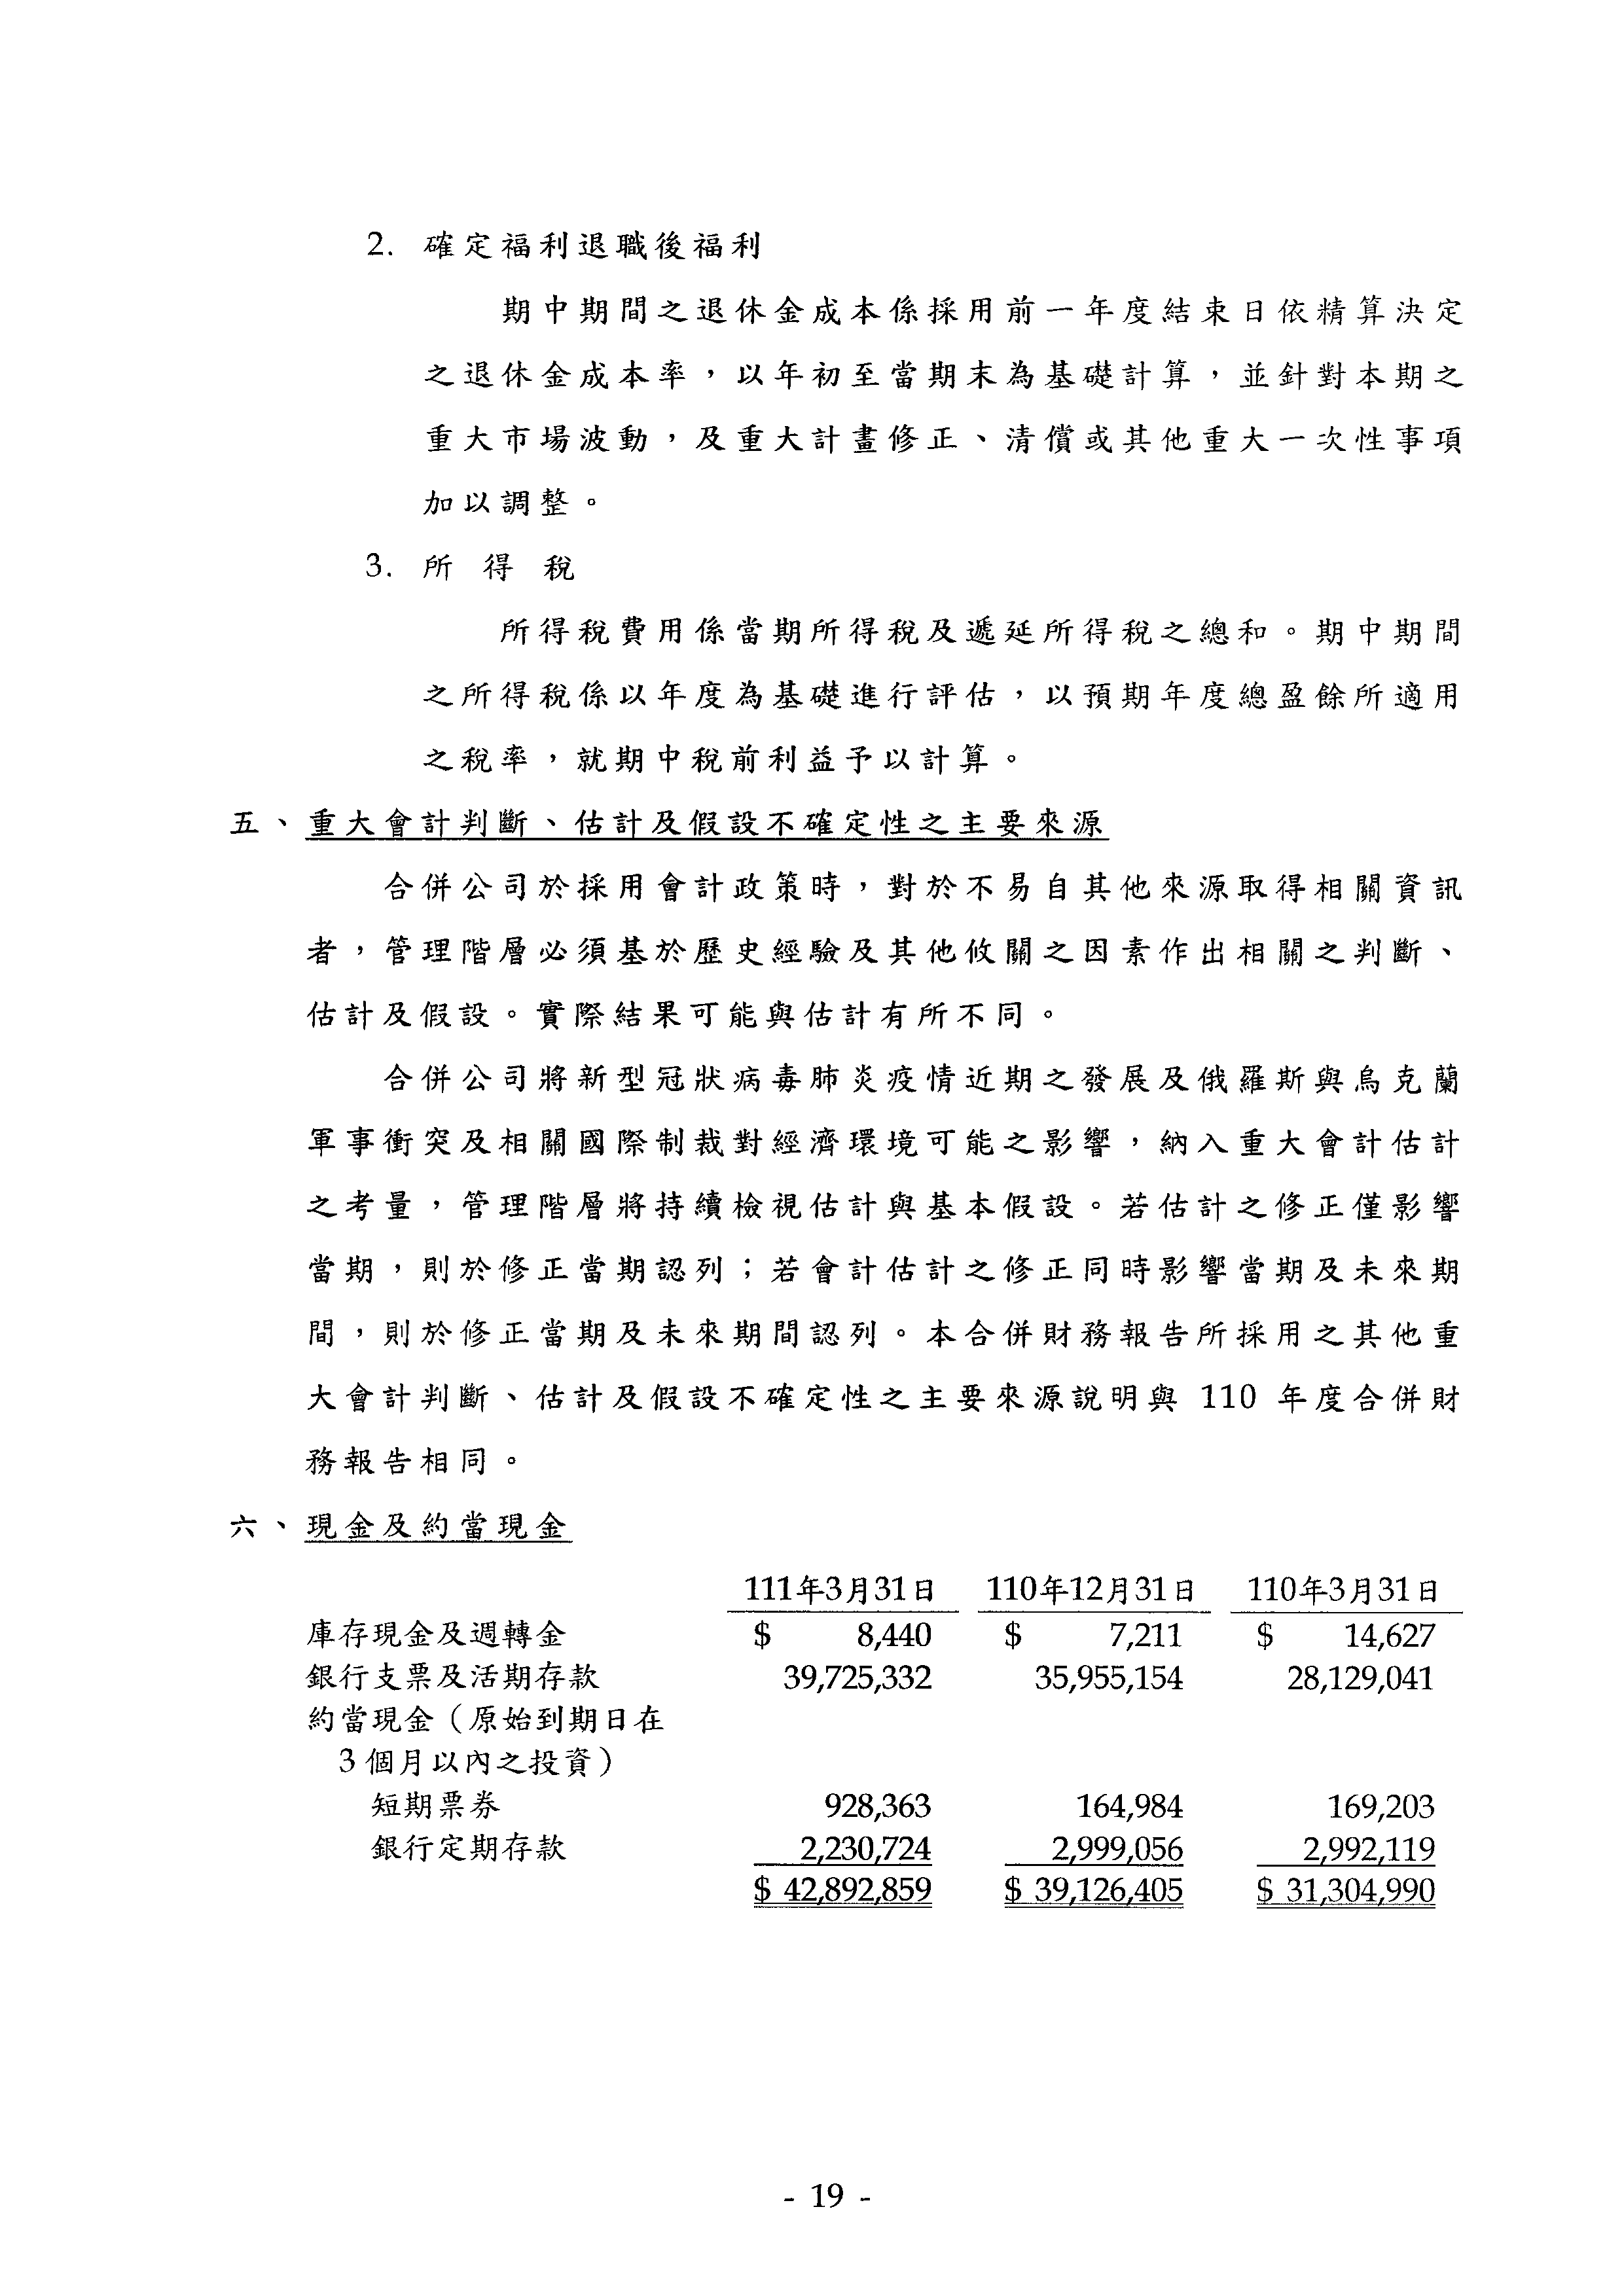 2. 確定福利退職後福利
期中期間之退休金成本係採用前一年度結束日依精算決定
之退休金成本率，以年初至當期末為基礎計算，並針對本期之
重大市場波動，及重大計畫修正、清償或其他重大一次性事項
加以調整。
3. 所得稅
所得稅費用係當期所得稅及遞延所得稅之總和。期中期間
之所得稅係以年度為基礎進行評估，以預期年度總盈餘所適用
之稅率，就期中稅前利益予以計算。
五、重大會計判斷、估計及假設不確定性之主要來源
合併公司於採用會計政策時，對於不易自其他來源取得相關資訊
者，管理階層必須基於歷史經驗及其他攸關之因素作出相關之判斷、
估計及假設。實際結果可能與估計有所不同。
合併公司將新型冠狀病毒肺炎疫情近期之發展及俄羅斯與烏克蘭
軍事衝突及相關國際制裁對經濟環境可能之影響，納入重大會計估計
之考量，管理階層將持續檢視估計與基本假設。若估計之修正僅影響
當期，則於修正當期認列；若會計估計之修正同時影響當期及未來期
間，則於修正當期及未來期間認列。本合併財務報告所採用之其他重
大會計判斷、估計及假設不確定性之主要來源說明與 110 年度合併財
務報告相同。
六、現金及約當現金
111年3月31日 110年12月31日 110年3月31日
庫存現金及週轉金 $ 8,440 $ 7,211 $ 14,627
銀行支票及活期存款 39,725,332 35,955,154 28,129,041
約當現金（原始到期日在
3 個月以內之投資）
短期票券 928,363 164,984 169,203
銀行定期存款 2,230,724 2,999,056 2,992,119
$ 42,892,859 $ 39,126,405 $ 31,304,990
- 19 -